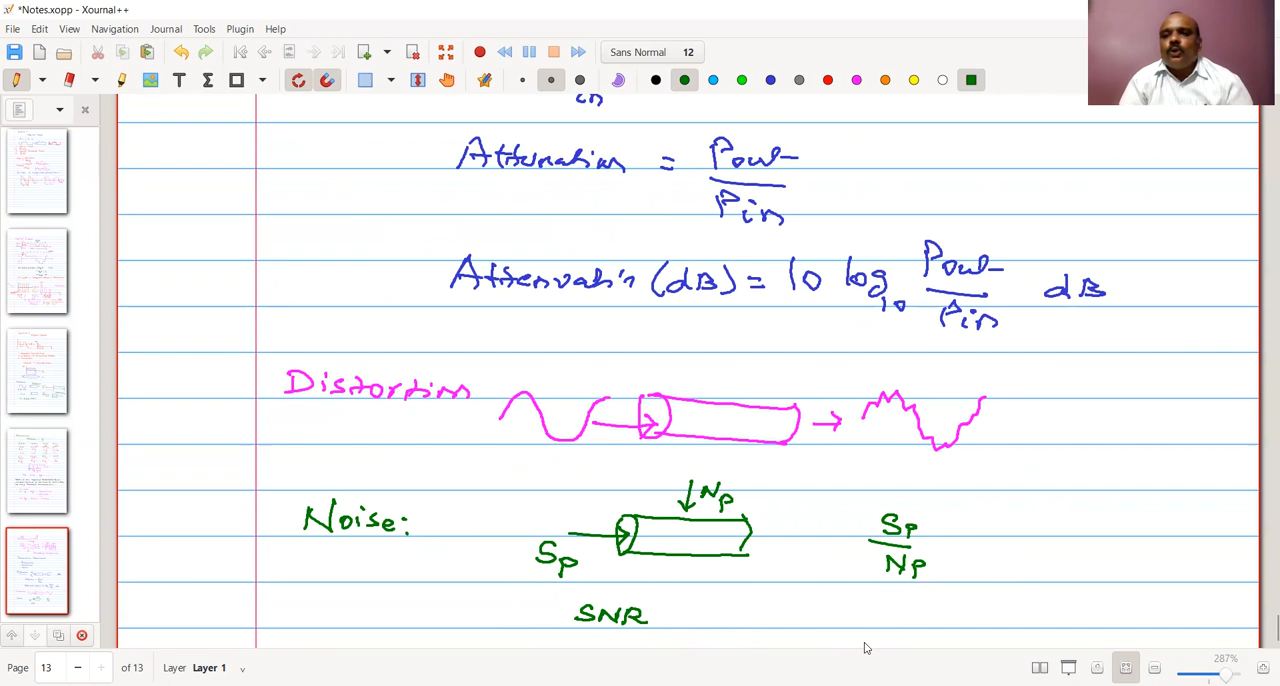 *Notes.xopp - Xournal++
File Edit View Navigation Journal Tools Plugin Help
Sans Normal 12
in
Attenuation = Pout
Pin
Attenuatin (dB) = 10 log10 Pout dB
Pin
Distortion
Noise: Np
Sp
Sp
Np
SNR
Page 13 of 13 Layer Layer 1 287%